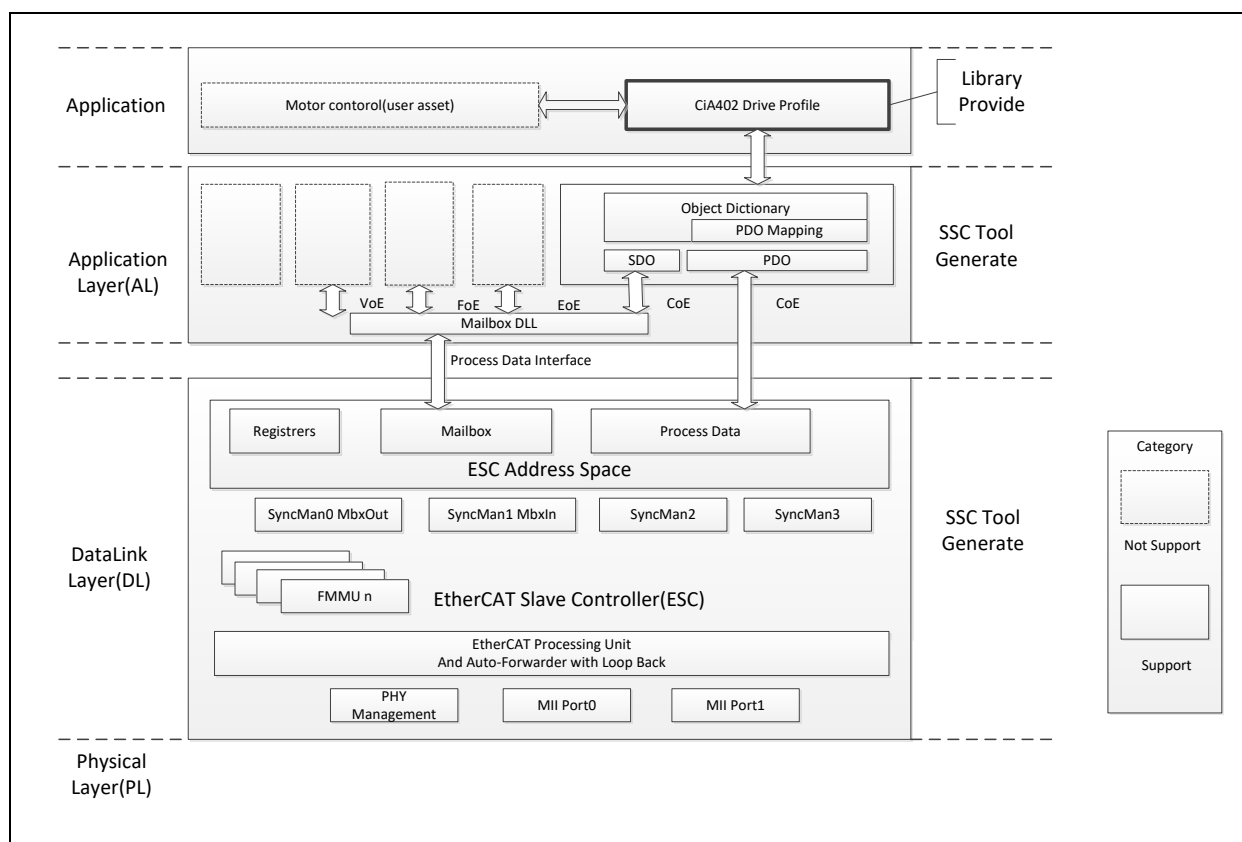 Application
Motor contorol(user asset)
CiA402 Drive Profile
Library
Provide
Application
Layer(AL)
Object Dictionary
PDO Mapping
SDO
PDO
SSC Tool
Generate
VoE
FoE
EoE
CoE
CoE
Mailbox DLL
Process Data Interface
DataLink
Layer(DL)
Registrers
Mailbox
Process Data
ESC Address Space
SyncMan0 MbxOut
SyncMan1 MbxIn
SyncMan2
SyncMan3
SSC Tool
Generate
FMMU n
EtherCAT Slave Controller(ESC)
EtherCAT Processing Unit
And Auto-Forwarder with Loop Back
PHY
Management
MII Port0
MII Port1
Physical
Layer(PL)
Category
Not Support
Support